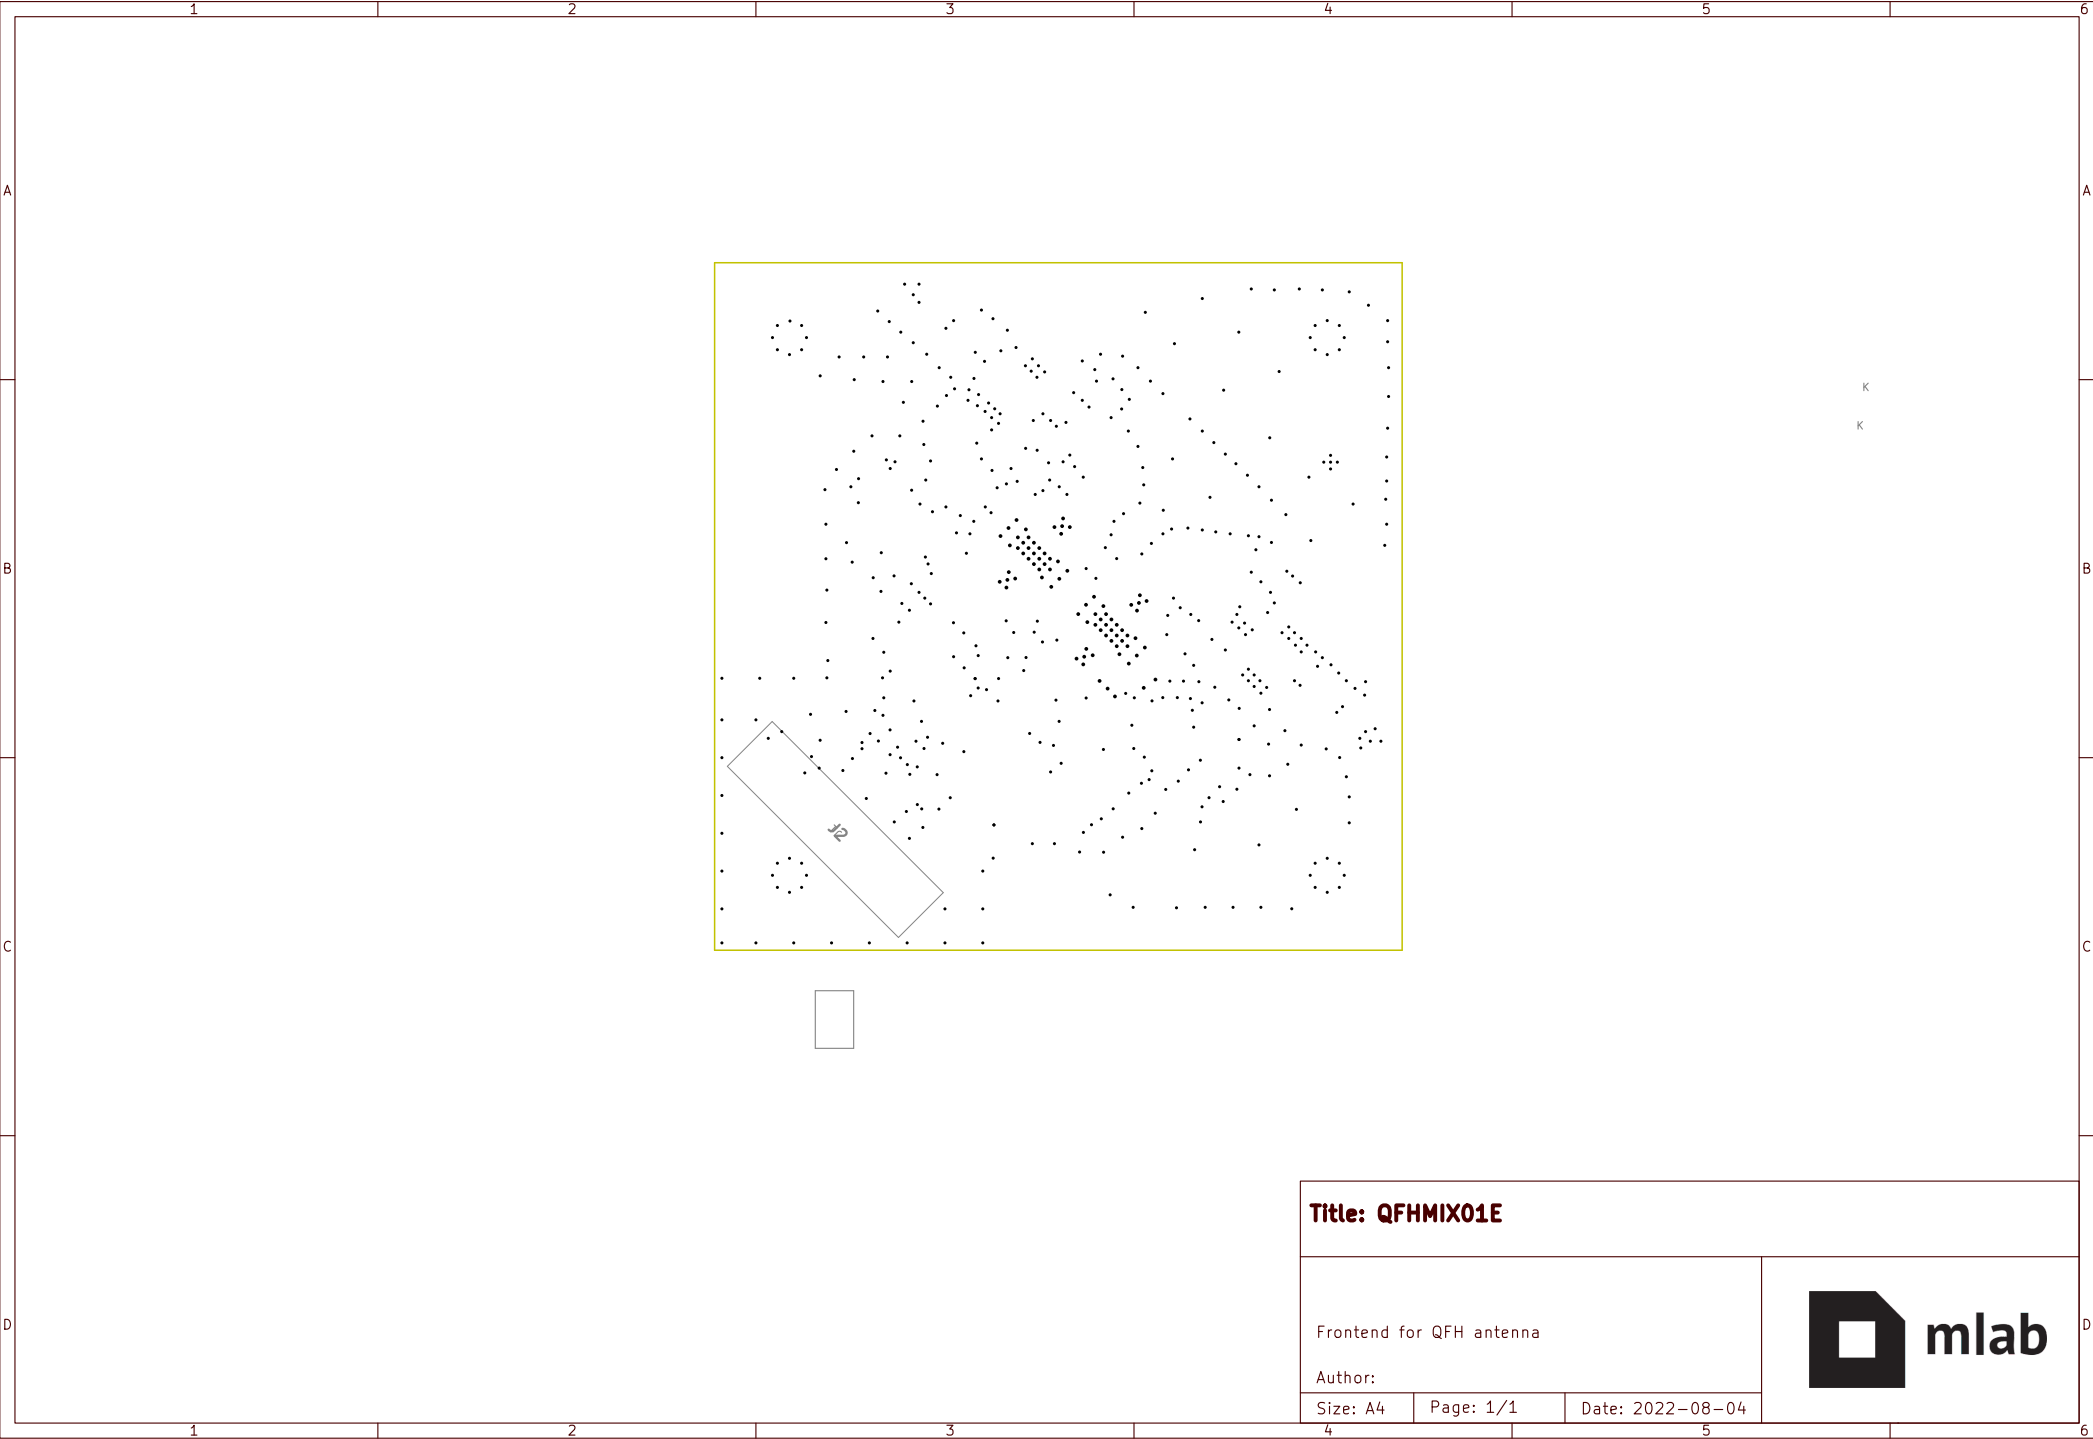 1 2 3 4 5 6
A A
K
K
B B
J2
C C
Title: QFHMIX01E
Frontend for QFH antenna
mlab
D D
Author:
Size: A4 Page: 1/1 Date: 2022-08-04
1 2 3 4 5 6